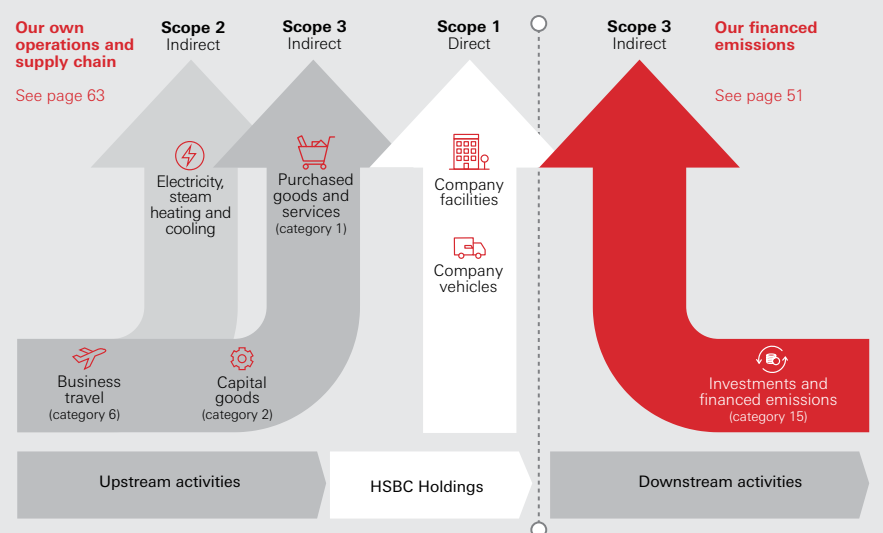 Our own
operations and
supply chain
See page 63
Scope 2
Indirect
Scope 3
Indirect
Scope 1
Direct
Scope 3
Indirect
Our financed
emissions
See page 51
Electricity,
steam
heating and
cooling
Purchased
goods and
services
(category 1)
Company
facilities
Company
vehicles
Business
travel
(category 6)
Capital
goods
(category 2)
Investments and
financed emissions
(category 15)
Upstream activities
HSBC Holdings
Downstream activities